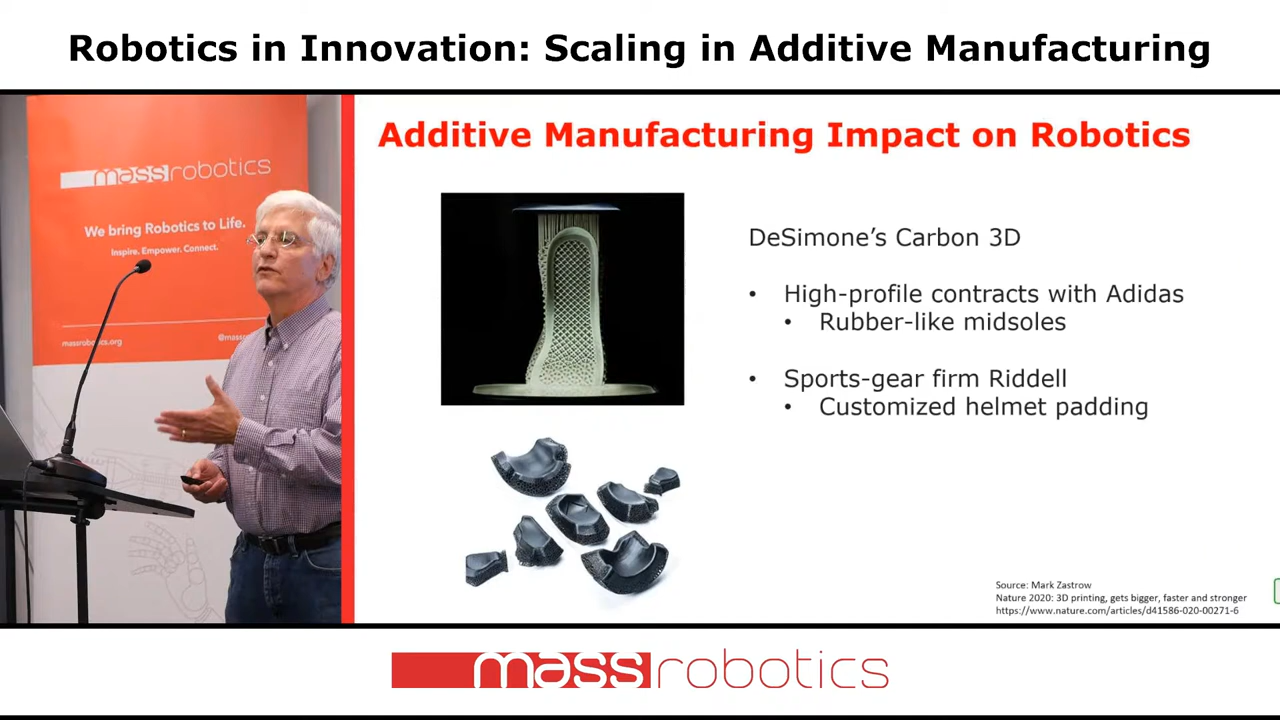 Robotics in Innovation: Scaling in Additive Manufacturing
massrobotics
We bring Robotics to Life.
Inspire. Empower. Connect.
massrobotics.org
@mass
Additive Manufacturing Impact on Robotics
DeSimone’s Carbon 3D
• High-profile contracts with Adidas
• Rubber-like midsoles
• Sports-gear firm Riddell
• Customized helmet padding
Source: Mark Zastrow
Nature 2020: 3D printing, gets bigger, faster and stronger
https://www.nature.com/articles/d41586-020-00271-6
massrobotics